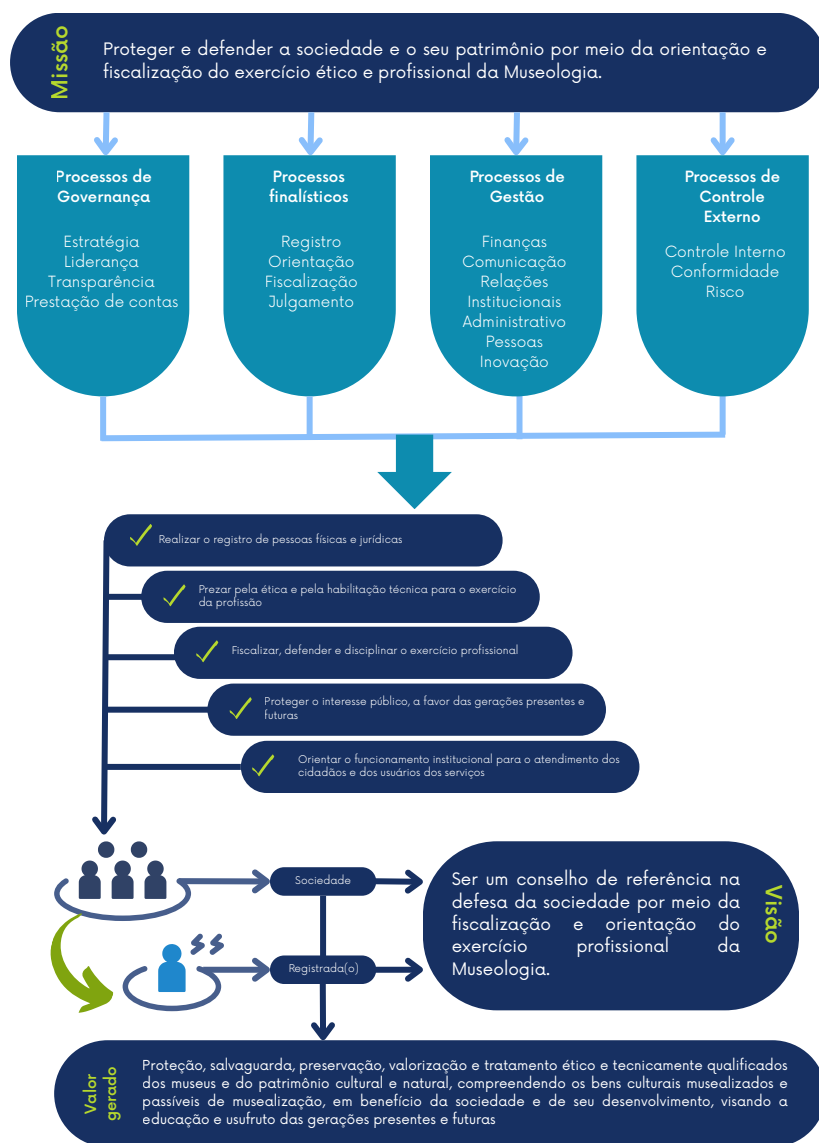 Missão
Proteger e defender a sociedade e o seu patrimônio por meio da orientação e
fiscalização do exercício ético e profissional da Museologia.
Processos de
Governança
Estratégia
Liderança
Transparência
Prestação de contas
Processos
finalísticos
Registro
Orientação
Fiscalização
Julgamento
Processos de
Gestão
Finanças
Comunicação
Relações
Institucionais
Administrativo
Pessoas
Inovação
Processos de
Controle
Externo
Controle Interno
Conformidade
Risco
Realizar o registro de pessoas físicas e jurídicas
Prezar pela ética e pela habilitação técnica para o exercício
da profissão
Fiscalizar, defender e disciplinar o exercício profissional
Proteger o interesse público, a favor das gerações presentes e
futuras
Orientar o funcionamento institucional para o atendimento dos
cidadãos e dos usuários dos serviços
Sociedade
Registrada(o)
Ser um conselho de referência na
defesa da sociedade por meio da
fiscalização e orientação do
exercício profissional da
Museologia.
Visão
Valor
gerado
Proteção, salvaguarda, preservação, valorização e tratamento ético e tecnicamente qualificados
dos museus e do patrimônio cultural e natural, compreendendo os bens culturais musealizados e
passíveis de musealização, em benefício da sociedade e de seu desenvolvimento, visando a
educação e usufruto das gerações presentes e futuras